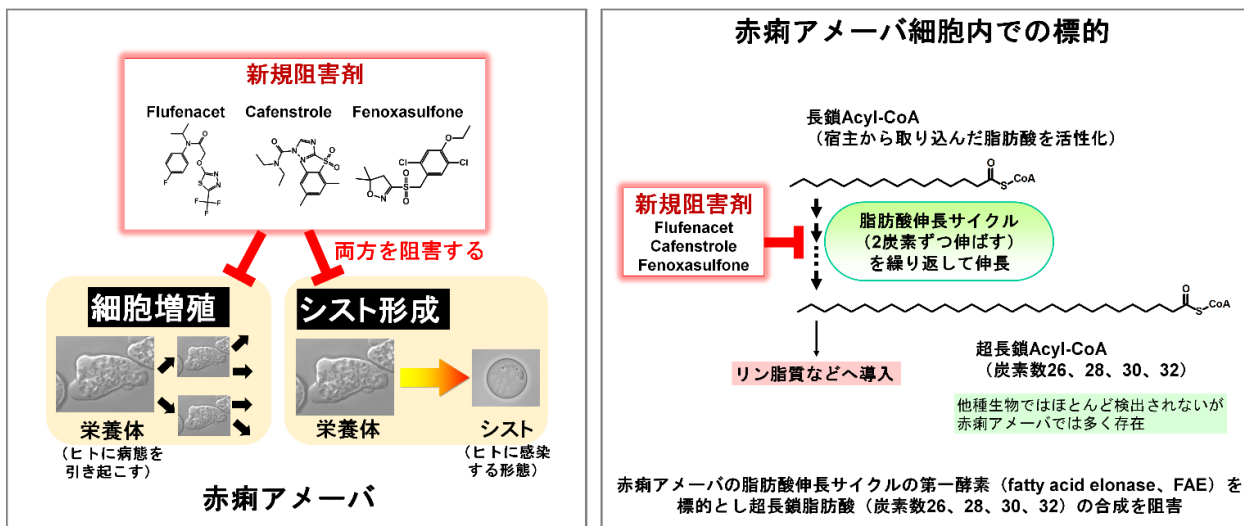 新規阻害剤
Flufenacet
Cafenstrole
Fenoxasulfone
両方を阻害する
細胞増殖
シスト形成
栄養体
(ヒトに病態を
引き起こす)
栄養体
シスト
(ヒトに感染
する形態)
赤痢アメーバ
赤痢アメーバ細胞内での標的
長鎖Acyl-CoA
(宿主から取り込んだ脂肪酸を活性化)
O
S-CoA
新規阻害剤
Flufenacet
Cafenstrole
Fenoxasulfone
脂肪酸伸長サイクル
(2炭素ずつ伸ばす)
を繰り返して伸長
O
S-CoA
超長鎖Acyl-CoA
(炭素数26、28、30、32)
リン脂質などへ導入
他種生物ではほとんど検出されないが
赤痢アメーバでは多く存在
赤痢アメーバの脂肪酸伸長サイクルの第一酵素(fatty acid elonase、FAE)を
標的とし超長鎖脂肪酸(炭素数26、28、30、32)の合成を阻害